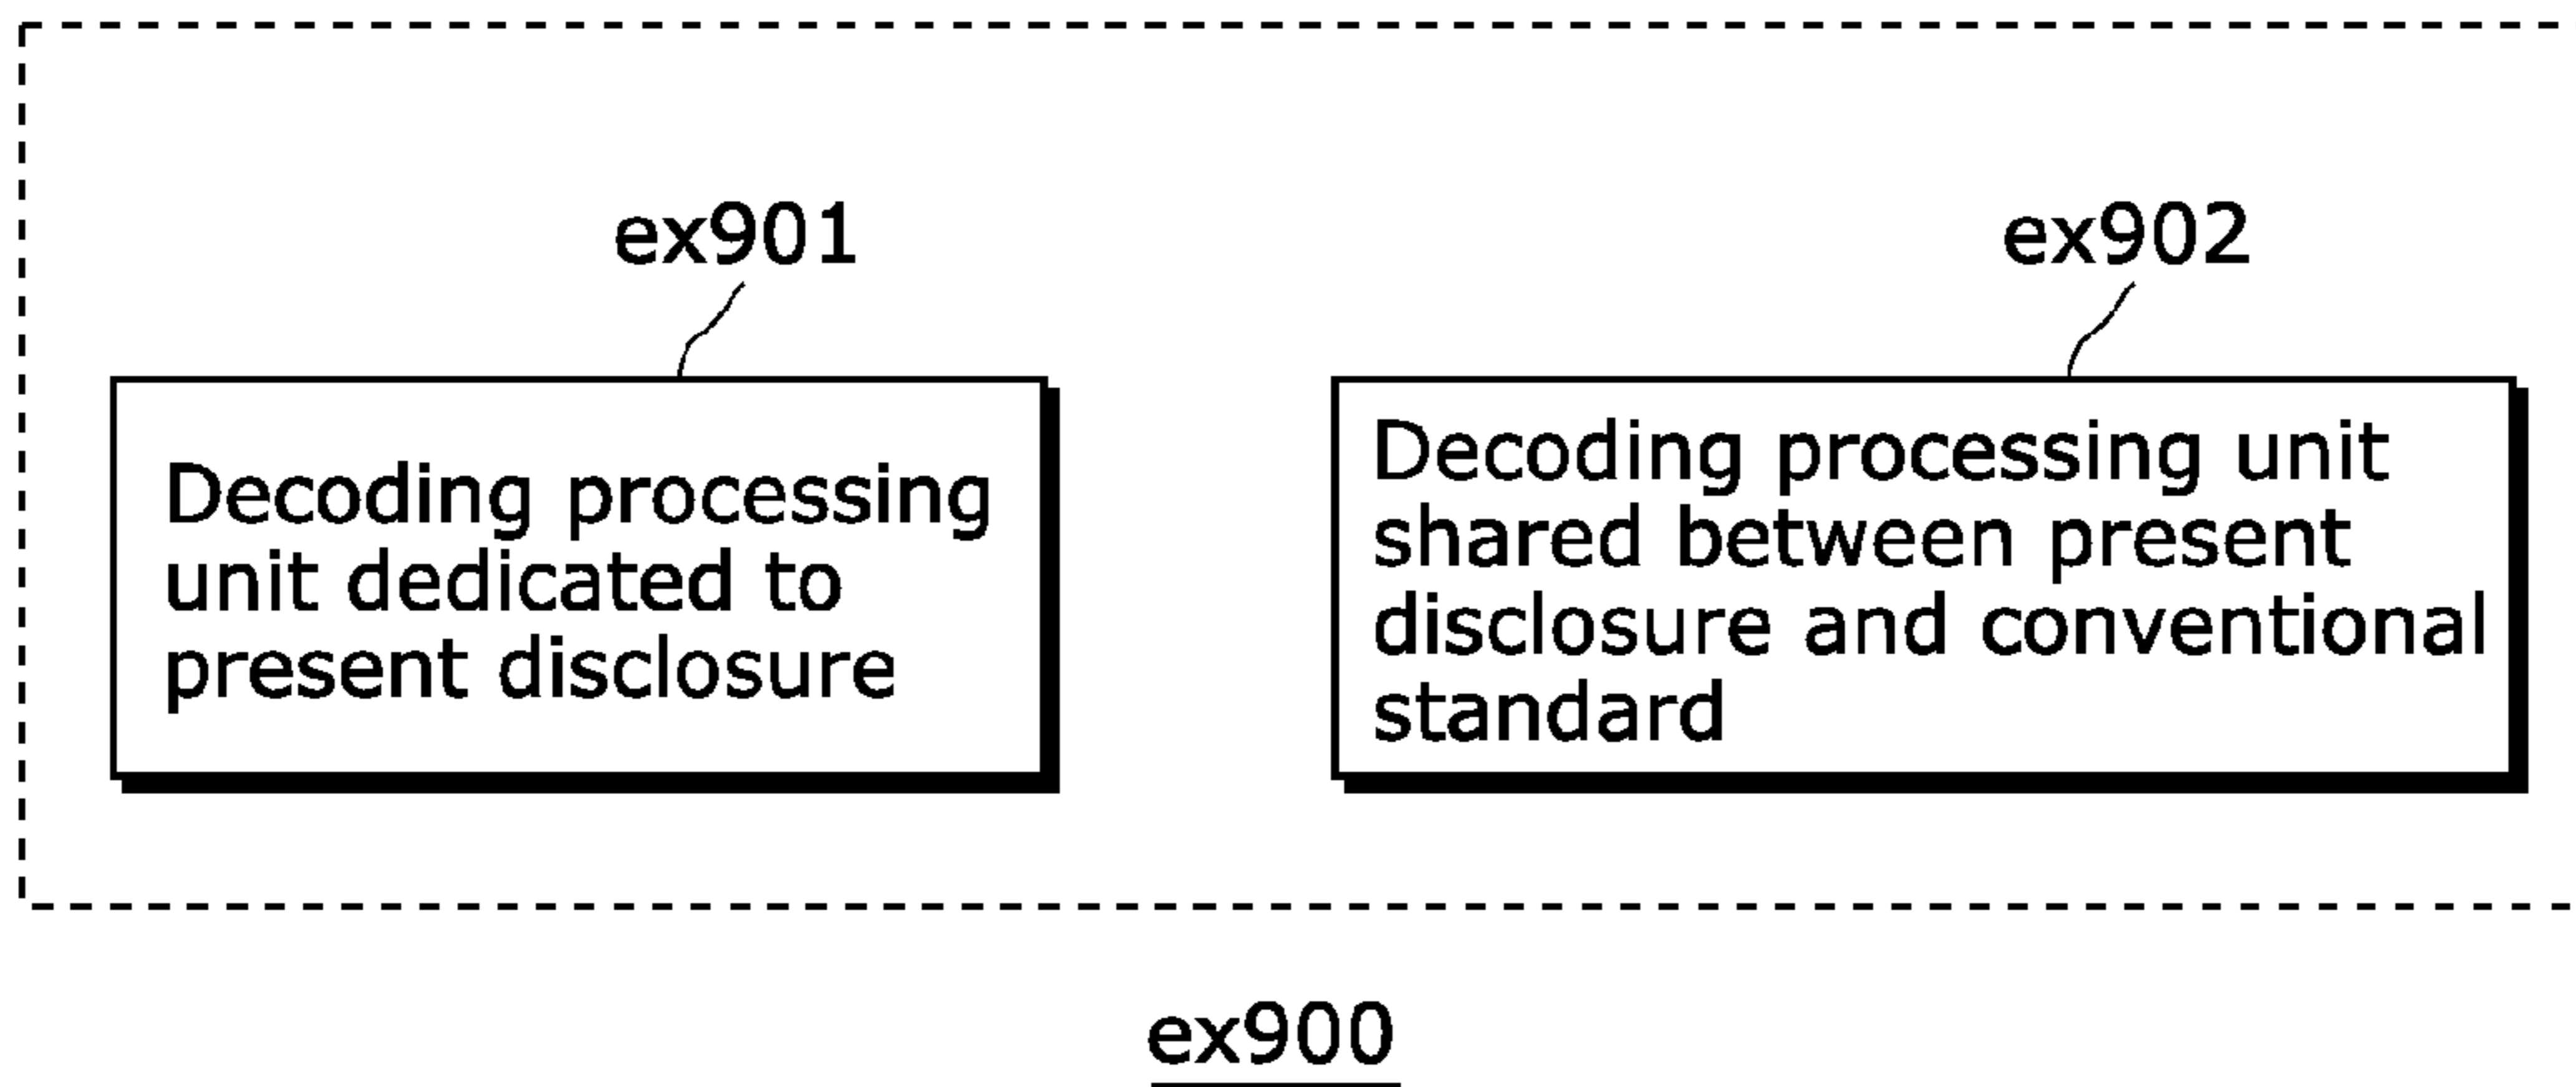 ex901
ex902
Decoding processing
unit dedicated to
present disclosure
Decoding processing unit
shared between present
disclosure and conventional
standard
ex900